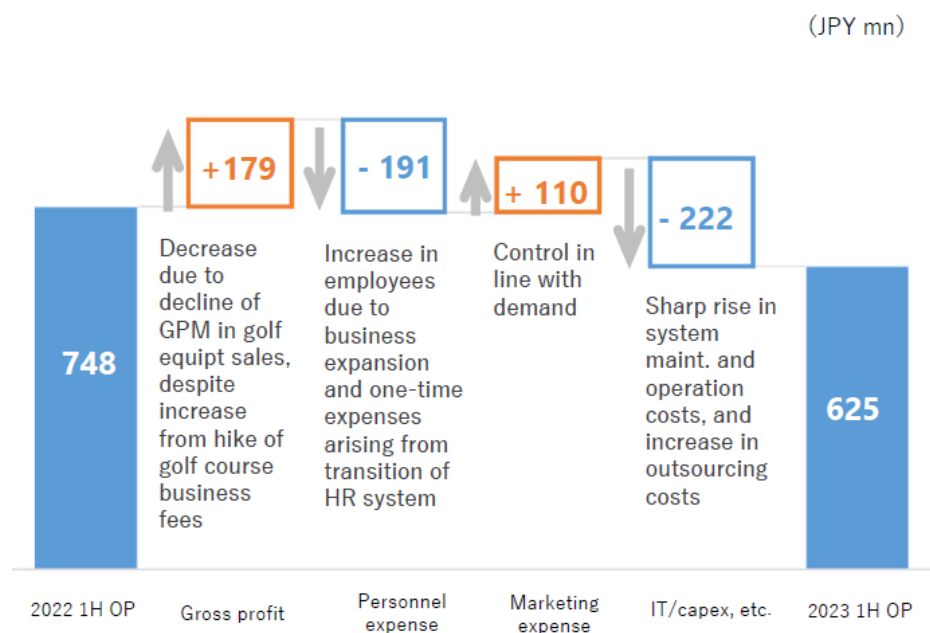 （JPY mn）
+179
- 191
+ 110
- 222
748
625
Decrease
due to
decline of
GPM in golf
equipt sales,
despite
increase
from hike of
golf course
business
fees
Increase in
employees
due to
business
expansion
and one-time
expenses
arising from
transition of
HR system
Control in
line with
demand
Sharp rise in
system
maint. and
operation
costs, and
increase in
outsourcing
costs
2022 1H OP
Gross profit
Personnel
expense
Marketing
expense
IT/capex, etc.
2023 1H OP